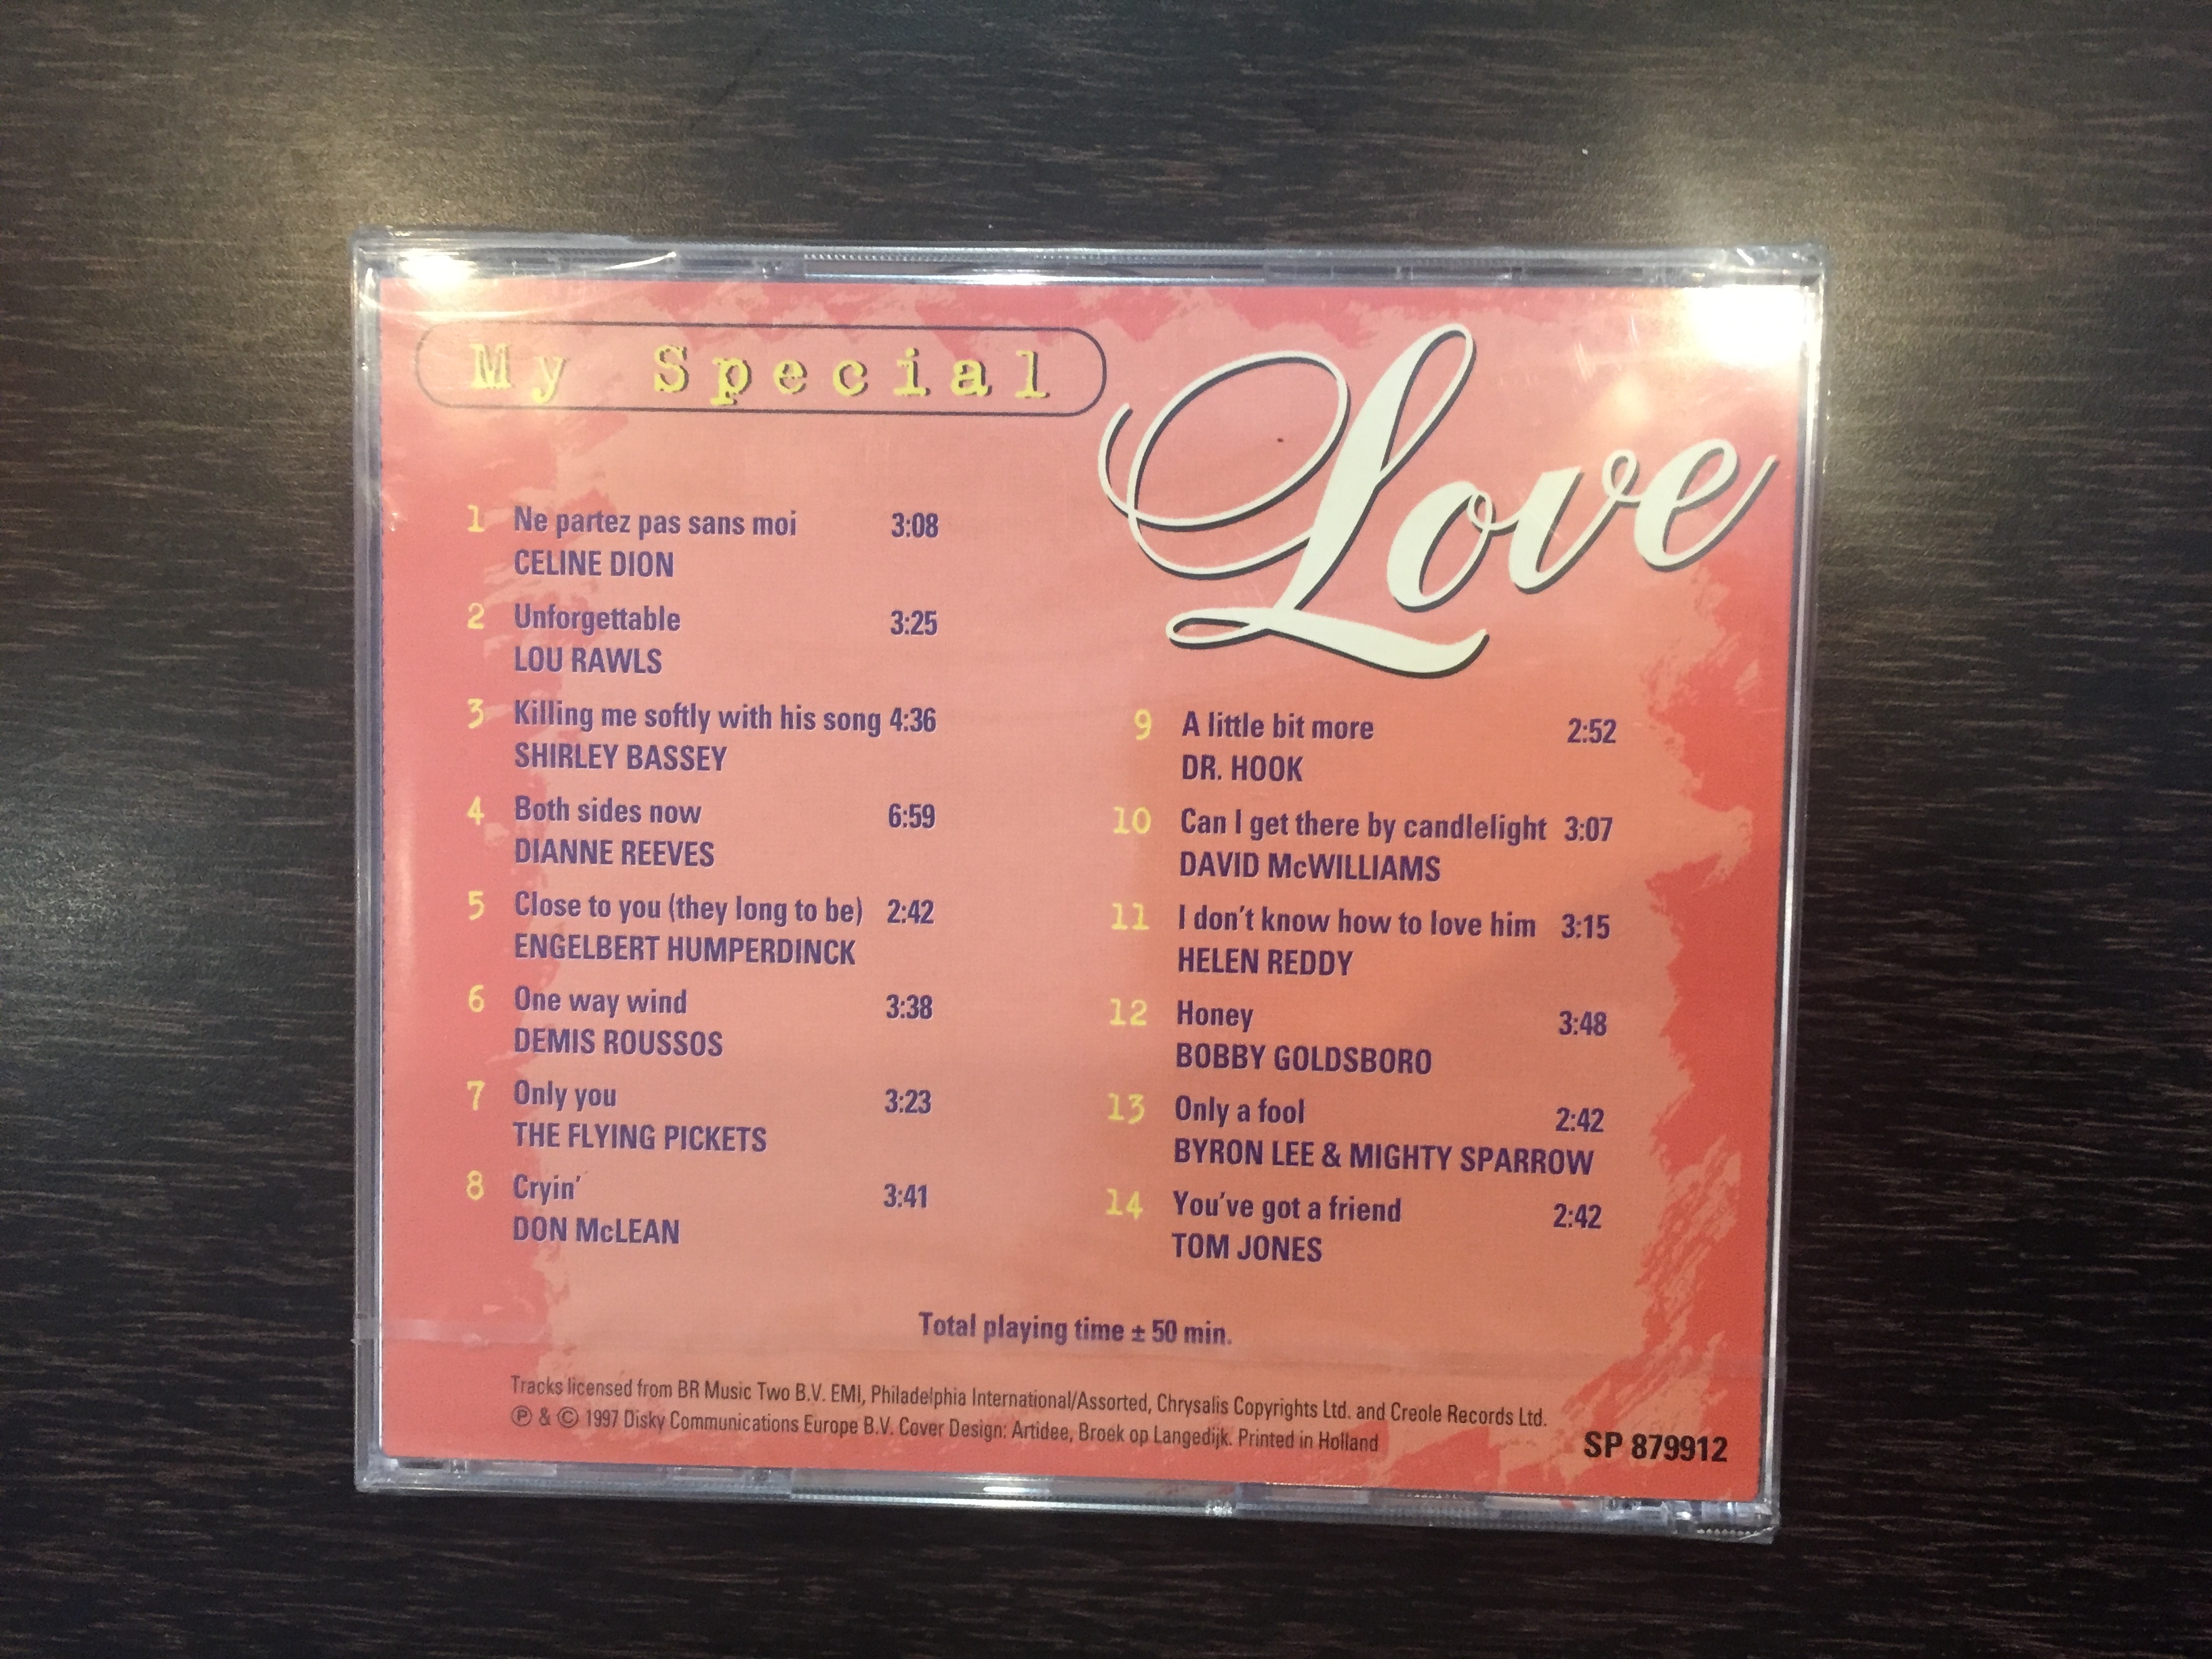 My Special
Love
1 Ne partez pas sans moi 3:08
CELINE DION
2 Unforgettable 3:25
LOU RAWLS
3 Killing me softly with his song 4:36
SHIRLEY BASSEY
4 Both sides now 6:59
DIANNE REEVES
5 Close to you (they long to be) 2:42
ENGELBERT HUMPERDINCK
6 One way wind 3:38
DEMIS ROUSSOS
7 Only you 3:23
THE FLYING PICKETS
8 Cryin' 3:41
DON McLEAN
9 A little bit more 2:52
DR. HOOK
10 Can I get there by candlelight 3:07
DAVID McWILLIAMS
11 I don't know how to love him 3:15
HELEN REDDY
12 Honey 3:48
BOBBY GOLDSBORO
13 Only a fool 2:42
BYRON LEE & MIGHTY SPARROW
14 You've got a friend 2:42
TOM JONES
Total playing time ± 50 min.
Tracks licensed from BR Music Two B.V. EMI, Philadelphia International/Assorted, Chrysalis Copyrights Ltd. and Creole Records Ltd.
℗ & © 1997 Disky Communications Europe B.V. Cover Design: Artidee, Broek op Langedijk. Printed in Holland
SP 879912